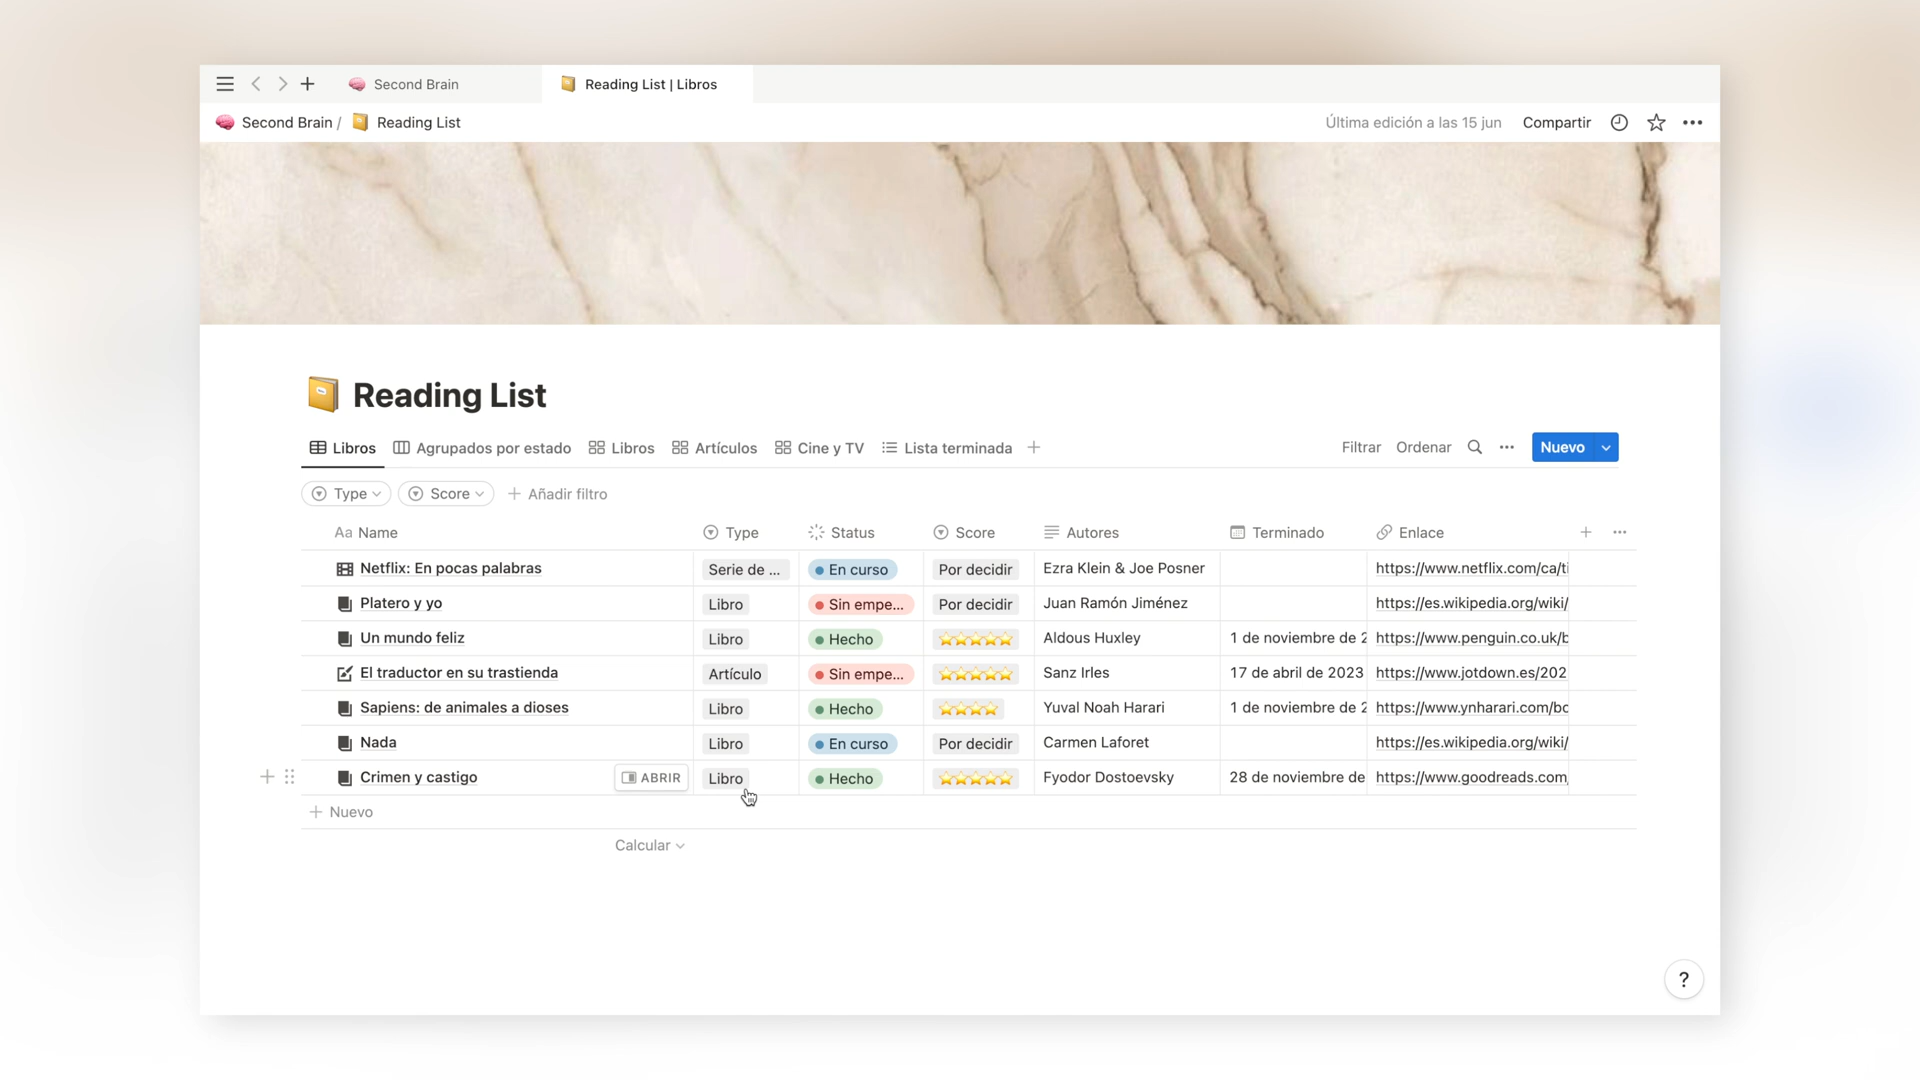 Second Brain
Reading List | Libros
Second Brain / Reading List
Última edición a las 15 jun
Compartir
Reading List
Libros
Agrupados por estado
Libros
Artículos
Cine y TV
Lista terminada
Filtrar
Ordenar
Nuevo
Type
Score
Añadir filtro
Aa Name
Type
Status
Score
Autores
Terminado
Enlace
Netflix: En pocas palabras
Serie de ...
En curso
Por decidir
Ezra Klein & Joe Posner
https://www.netflix.com/ca/ti
Platero y yo
Libro
Sin empe...
Por decidir
Juan Ramón Jiménez
https://es.wikipedia.org/wiki/
Un mundo feliz
Libro
Hecho
Aldous Huxley
1 de noviembre de 2
https://www.penguin.co.uk/b
El traductor en su trastienda
Artículo
Sin empe...
Sanz Irles
17 de abril de 2023
https://www.jotdown.es/202
Sapiens: de animales a dioses
Libro
Hecho
Yuval Noah Harari
1 de noviembre de 2
https://www.ynharari.com/bo
Nada
Libro
En curso
Por decidir
Carmen Laforet
https://es.wikipedia.org/wiki/
Crimen y castigo
ABRIR
Libro
Hecho
Fyodor Dostoevsky
28 de noviembre de
https://www.goodreads.com,
Nuevo
Calcular
?